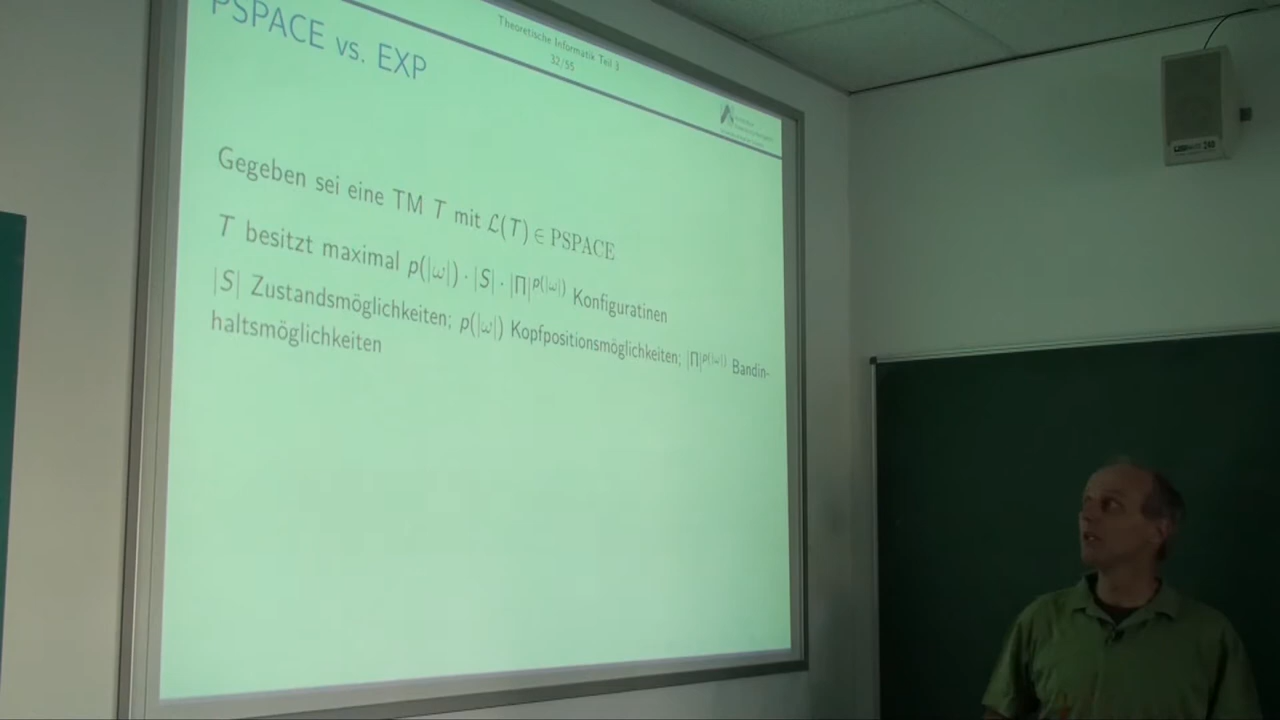 Theoretische Informatik Teil 3
32/55
PSPACE vs. EXP
Gegeben sei eine TM T mit ℒ(T) ∈ PSPACE
T besitzt maximal p(|ω|) · |S| · |Π|^p(|ω|) Konfiguratinen
|S| Zustandsmöglichkeiten; p(|ω|) Kopfpositionsmöglichkeiten; |Π|^p(|ω|) Bandin-
haltsmöglichkeiten